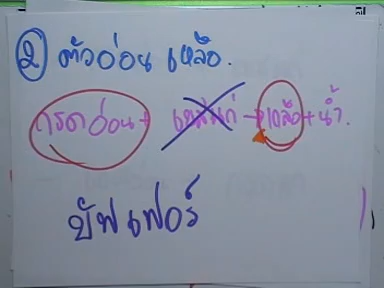 ② ตัวอ่อนเหลือ.
กรดอ่อน + เบสแก่ → เกลือ + น้ำ.
บัฟเฟอร์